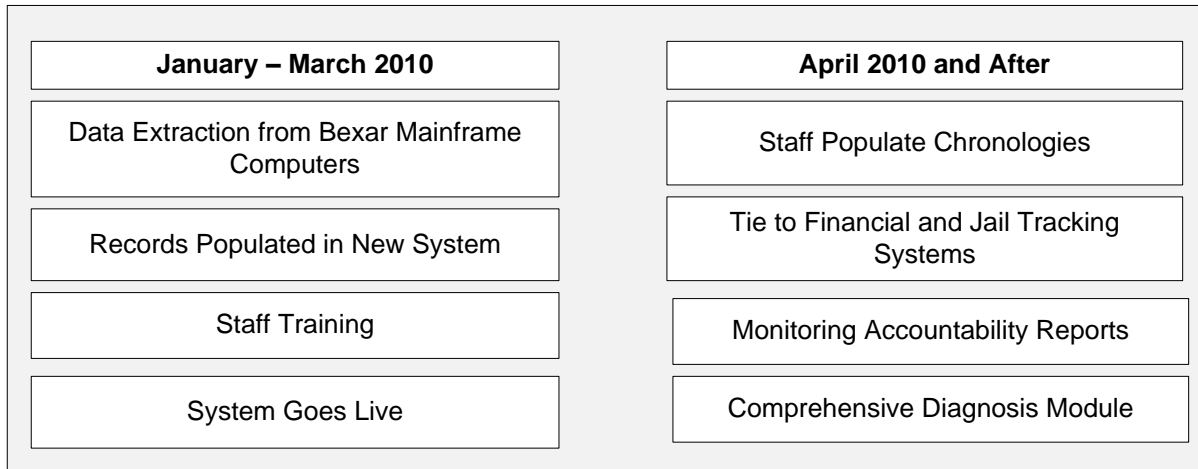 January – March 2010
Data Extraction from Bexar Mainframe
Computers
Records Populated in New System
Staff Training
System Goes Live
April 2010 and After
Staff Populate Chronologies
Tie to Financial and Jail Tracking
Systems
Monitoring Accountability Reports
Comprehensive Diagnosis Module